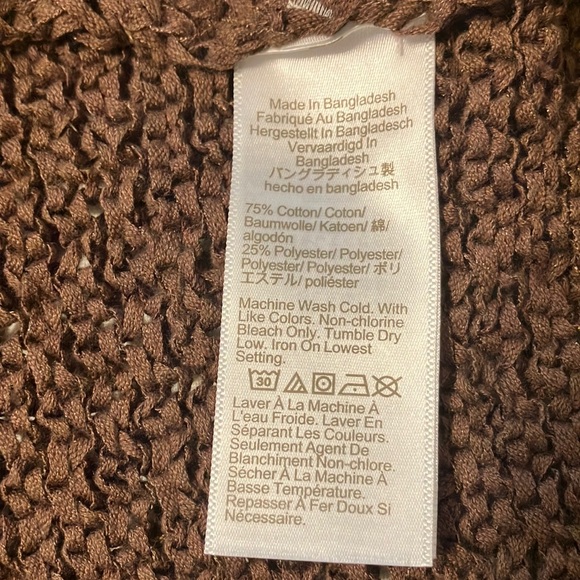 Made In Bangladesh
Fabriqué Au Bangladesh
Hergestellt In Bangladesch
Vervaardigd In
Bangladesh
バングラディシュ製
hecho en bangladesh
75% Cotton/ Coton/
Baumwolle/ Katoen/ 綿/
algodón
25% Polyester/ Polyester/
Polyester/ Polyester/ ポリ
エステル/ poliéster
Machine Wash Cold. With
Like Colors. Non-chlorine
Bleach Only. Tumble Dry
Low. Iron On Lowest
Setting.
30
Laver À La Machine À
L'eau Froide. Laver En
Séparant Les Couleurs.
Seulement Agent De
Blanchiment Non-chlore.
Sécher À La Machine À
Basse Température.
Repasser À Fer Doux Si
Nécessaire.